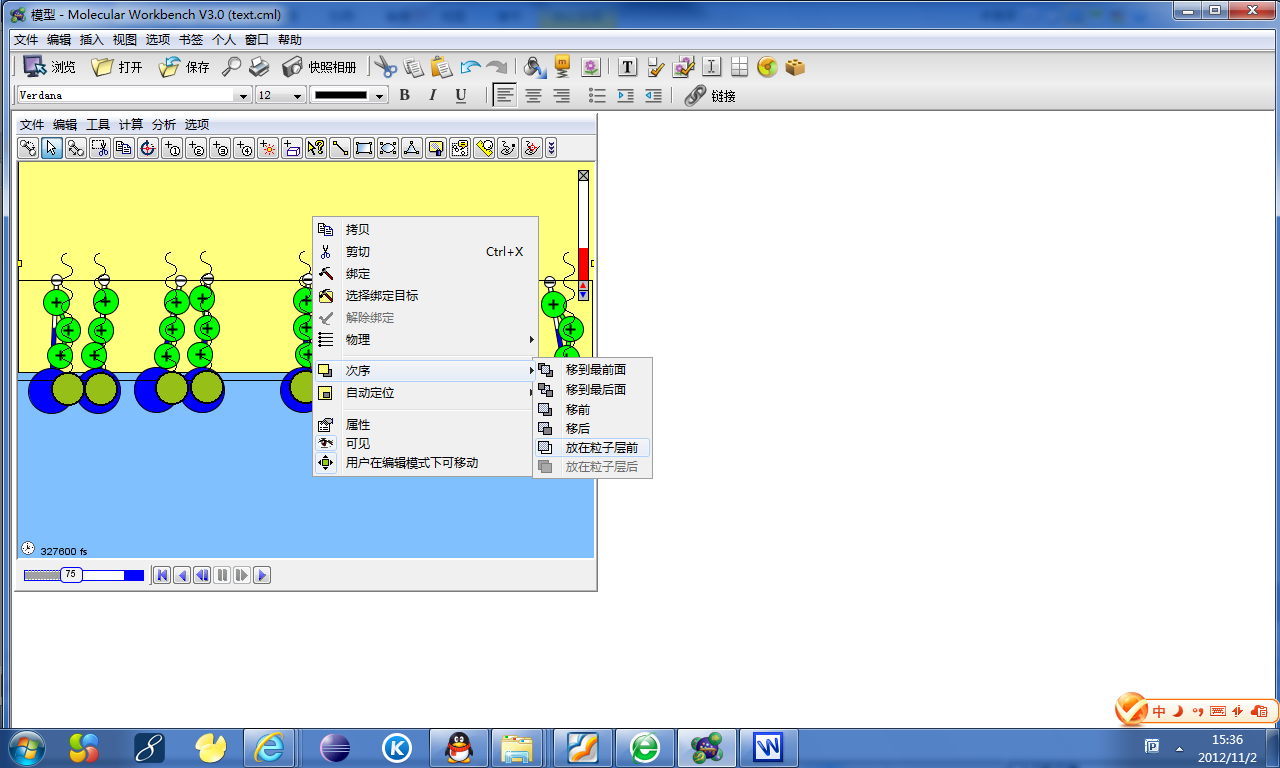 模型 - Molecular Workbench V3.0 (text.cml)
文件 编辑 插入 视图 选项 书签 个人 窗口 帮助
浏览 打开 保存 快照相册 T
Verdana 12 B I U 链接
文件 编辑 工具 计算 分析 选项
拷贝
剪切 Ctrl+X
绑定
选择绑定目标
解除绑定
物理
次序
自动定位
属性
可见
用户在编辑模式下可移动
移到最前面
移到最后面
移前
移后
放在粒子层前
放在粒子层后
327600 fs
75
中
15:36
2012/11/2